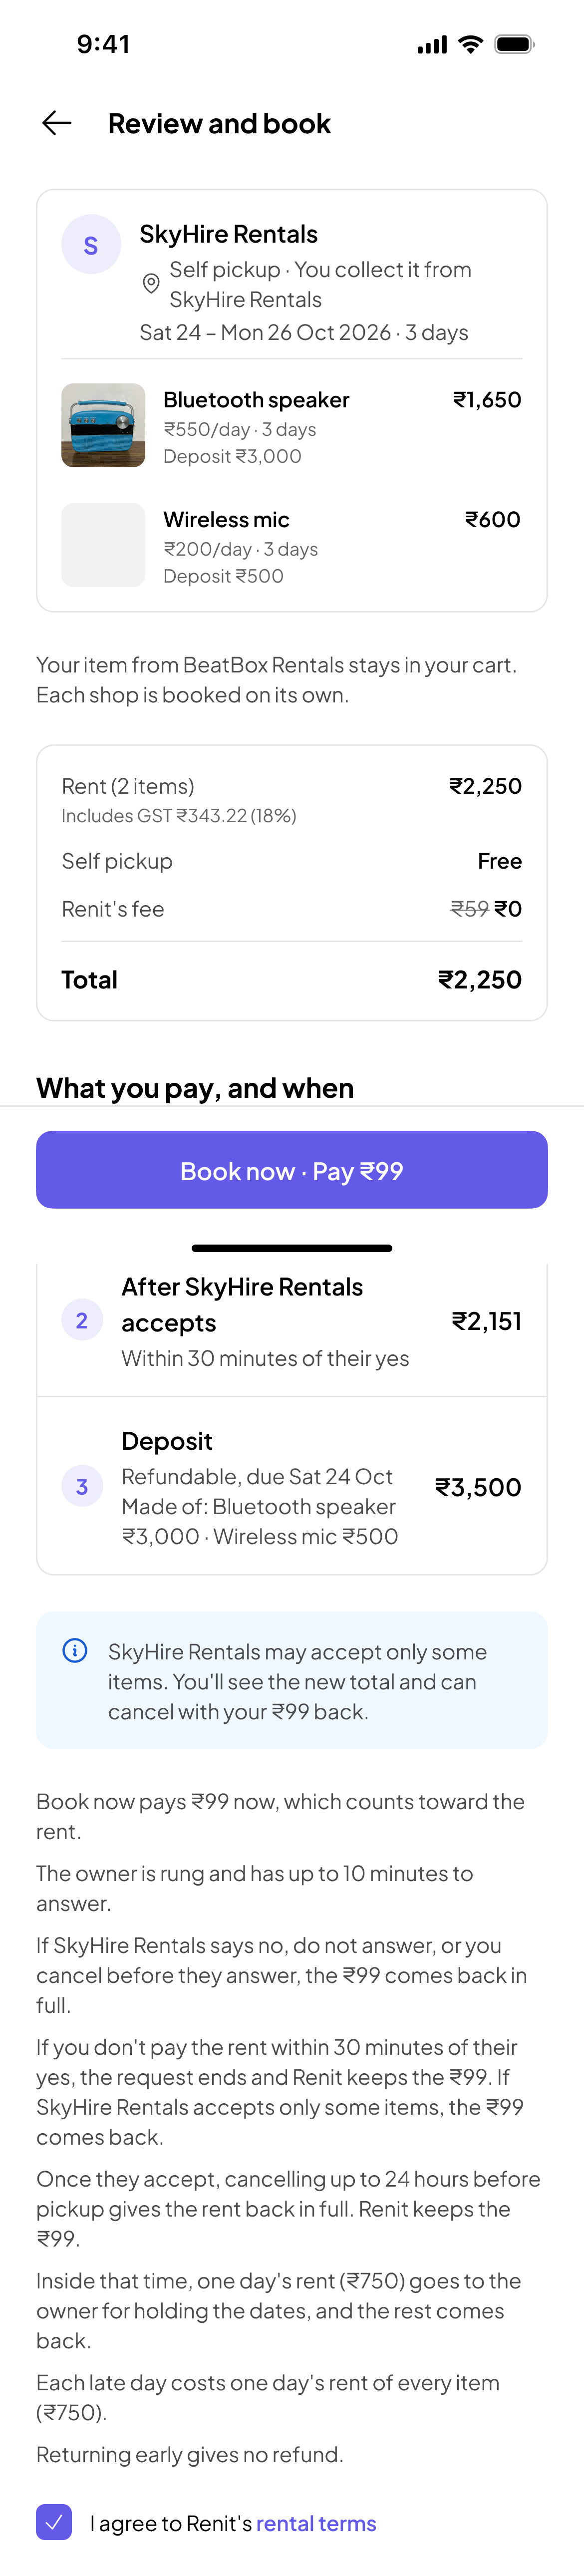 9:41
Review and book
S
SkyHire Rentals
Self pickup · You collect it from
SkyHire Rentals
Sat 24 – Mon 26 Oct 2026 · 3 days
Bluetooth speaker
₹1,650
₹550/day · 3 days
Deposit ₹3,000
Wireless mic
₹600
₹200/day · 3 days
Deposit ₹500
Your item from BeatBox Rentals stays in your cart.
Each shop is booked on its own.
Rent (2 items)
₹2,250
Includes GST ₹343.22 (18%)
Self pickup
Free
Renit's fee
₹59 ₹0
Total
₹2,250
What you pay, and when
Book now · Pay ₹99
After SkyHire Rentals
accepts
2
₹2,151
Within 30 minutes of their yes
Deposit
3
Refundable, due Sat 24 Oct
₹3,500
Made of: Bluetooth speaker
₹3,000 · Wireless mic ₹500
SkyHire Rentals may accept only some
items. You'll see the new total and can
cancel with your ₹99 back.
Book now pays ₹99 now, which counts toward the
rent.
The owner is rung and has up to 10 minutes to
answer.
If SkyHire Rentals says no, do not answer, or you
cancel before they answer, the ₹99 comes back in
full.
If you don't pay the rent within 30 minutes of their
yes, the request ends and Renit keeps the ₹99. If
SkyHire Rentals accepts only some items, the ₹99
comes back.
Once they accept, cancelling up to 24 hours before
pickup gives the rent back in full. Renit keeps the
₹99.
Inside that time, one day's rent (₹750) goes to the
owner for holding the dates, and the rest comes
back.
Each late day costs one day's rent of every item
(₹750).
Returning early gives no refund.
I agree to Renit's rental terms